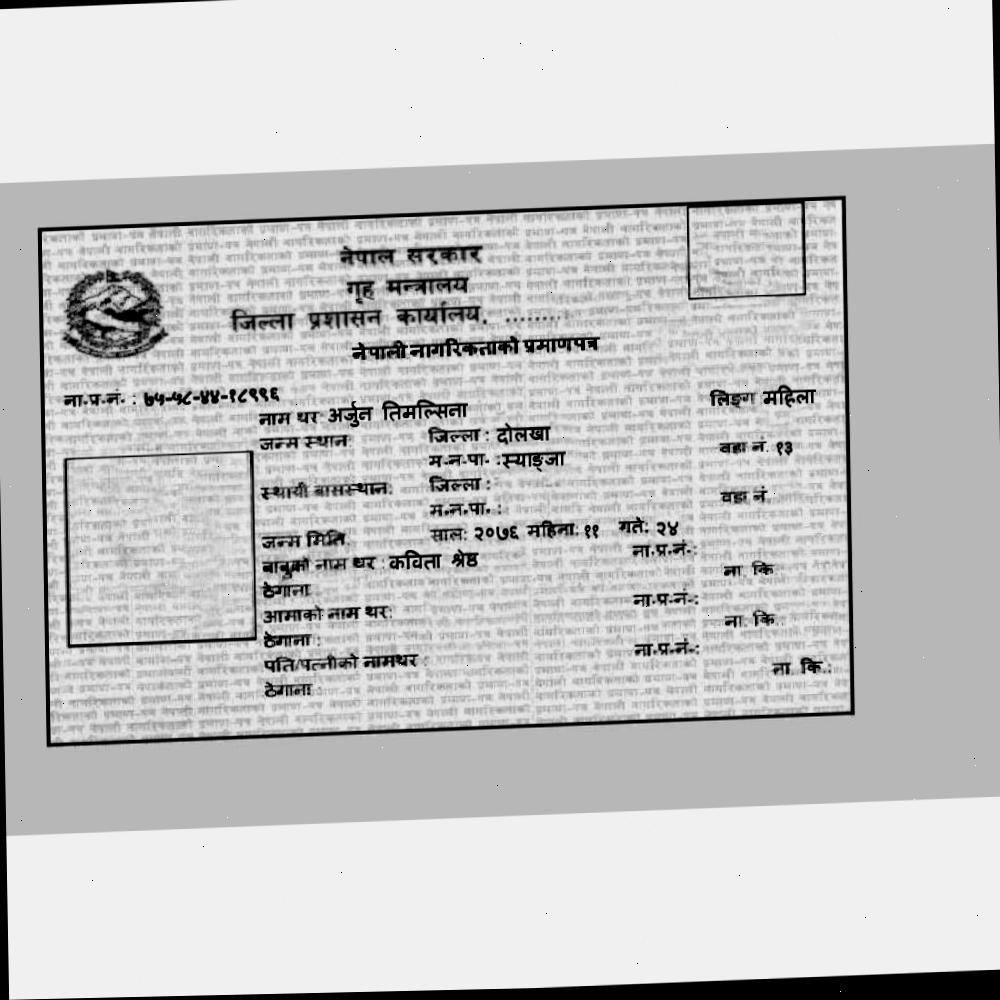 नेपाल सरकार
गृह मन्त्रालय
जिल्ला प्रशासन कार्यालय, .........
नेपाली नागरिकताको प्रमाणपत्र
ना.प्र.नं. : ७५-५८-४४-१८९९६
लिङ्ग महिला
नाम थर अर्जुन तिमल्सिना
जन्म स्थान: जिल्ला : दोलखा
म.न.पा. : स्याङ्जा वडा नं. १३
स्थायी बासस्थान: जिल्ला :
म.न.पा. : वडा नं.
जन्म मिति: साल: २०७६ महिना: ११ गते: २४
बाबुको नाम थर : कविता श्रेष्ठ ना.प्र.नं.:
ठेगाना ना. कि.
आमाको नाम थर: ना.प्र.नं.:
ठेगाना : ना. कि.:
पति/पत्नीको नामथर : ना.प्र.नं.:
ठेगाना : ना. कि.: